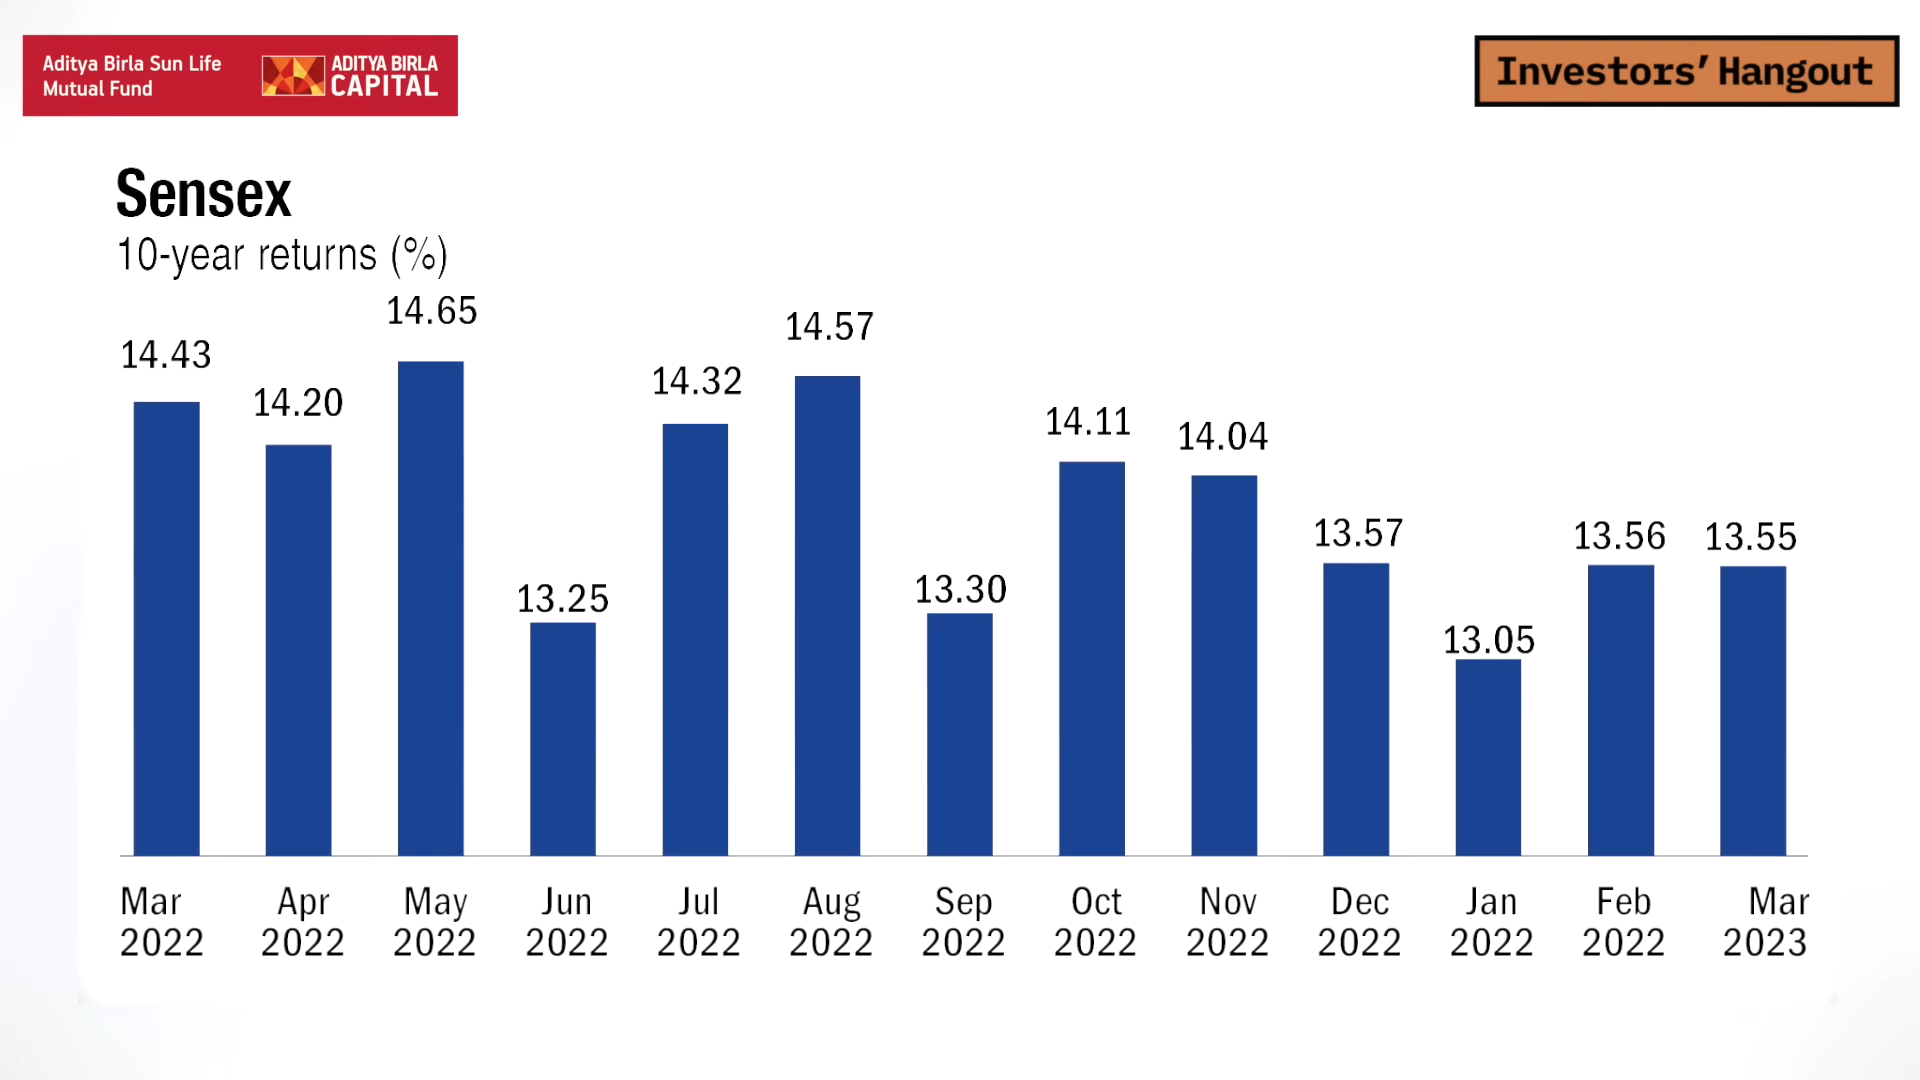 Aditya Birla Sun Life
Mutual Fund
ADITYA BIRLA
CAPITAL
Investors’ Hangout
Sensex
10-year returns (%)
14.43
14.20
14.65
13.25
14.32
14.57
13.30
14.11
14.04
13.57
13.05
13.56
13.55
Mar
2022
Apr
2022
May
2022
Jun
2022
Jul
2022
Aug
2022
Sep
2022
Oct
2022
Nov
2022
Dec
2022
Jan
2022
Feb
2022
Mar
2023